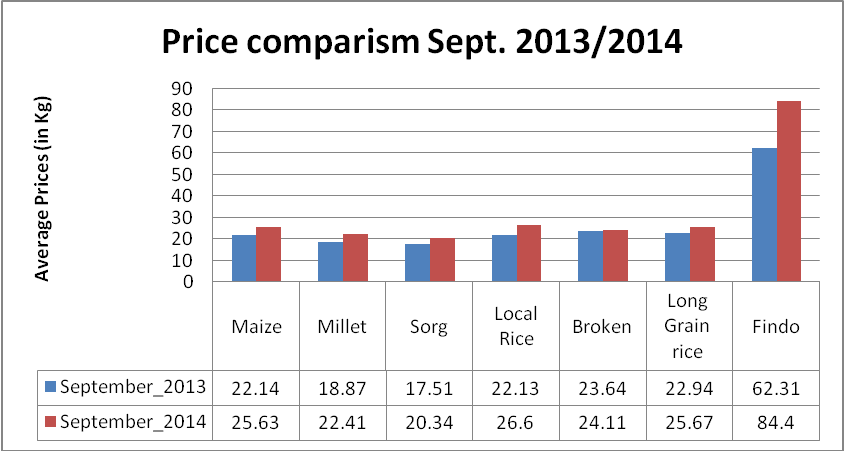 Price comparism Sept. 2013/2014
Average Prices (in Kg)
90
80
70
60
50
40
30
20
10
0
Maize Millet Sorg Local Rice Broken Long Grain rice Findo
September_2013 22.14 18.87 17.51 22.13 23.64 22.94 62.31
September_2014 25.63 22.41 20.34 26.6 24.11 25.67 84.4